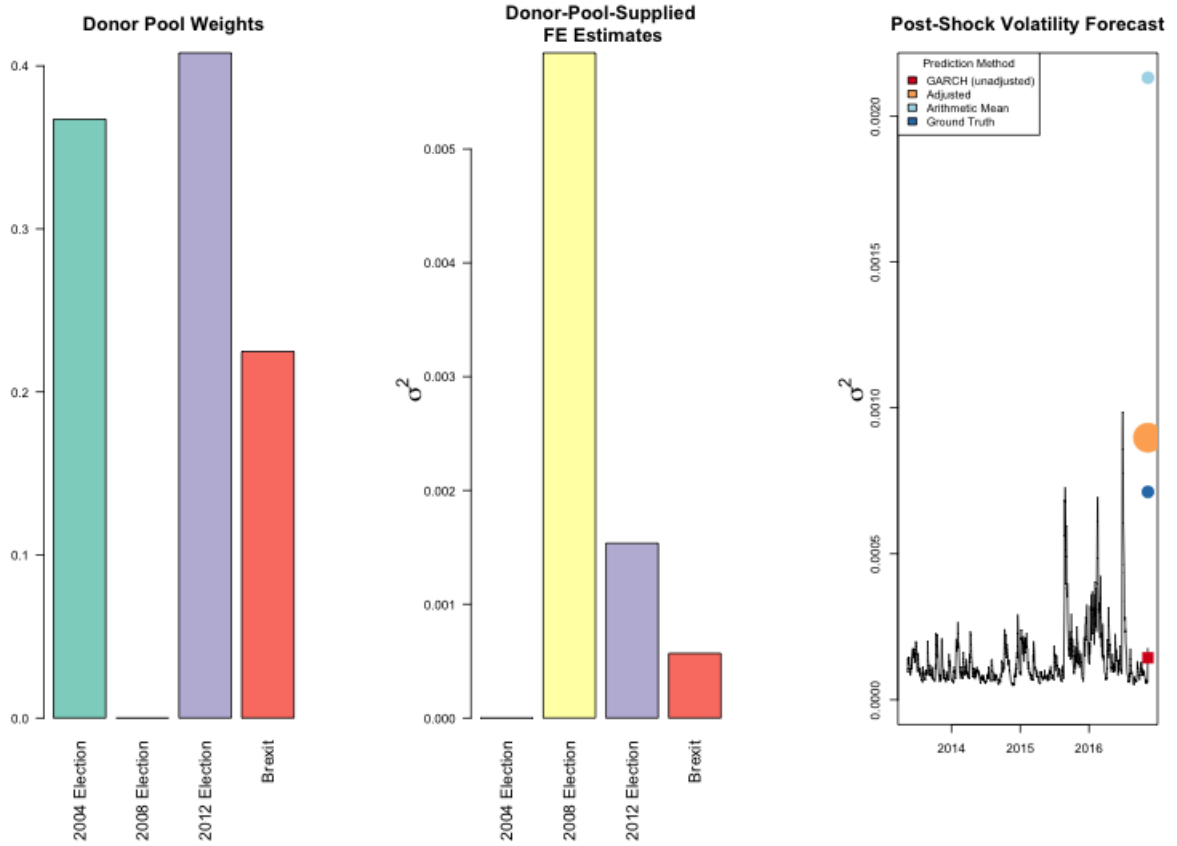 Donor Pool Weights
0.4
0.3
0.2
0.1
0.0
2004 Election
2008 Election
2012 Election
Brexit
Donor-Pool-Supplied
FE Estimates
σ2
0.005
0.004
0.003
0.002
0.001
0.000
2004 Election
2008 Election
2012 Election
Brexit
Post-Shock Volatility Forecast
Prediction Method
GARCH (unadjusted)
Adjusted
Arithmetic Mean
Ground Truth
σ2
0.0020
0.0015
0.0010
0.0005
0.0000
2014
2015
2016